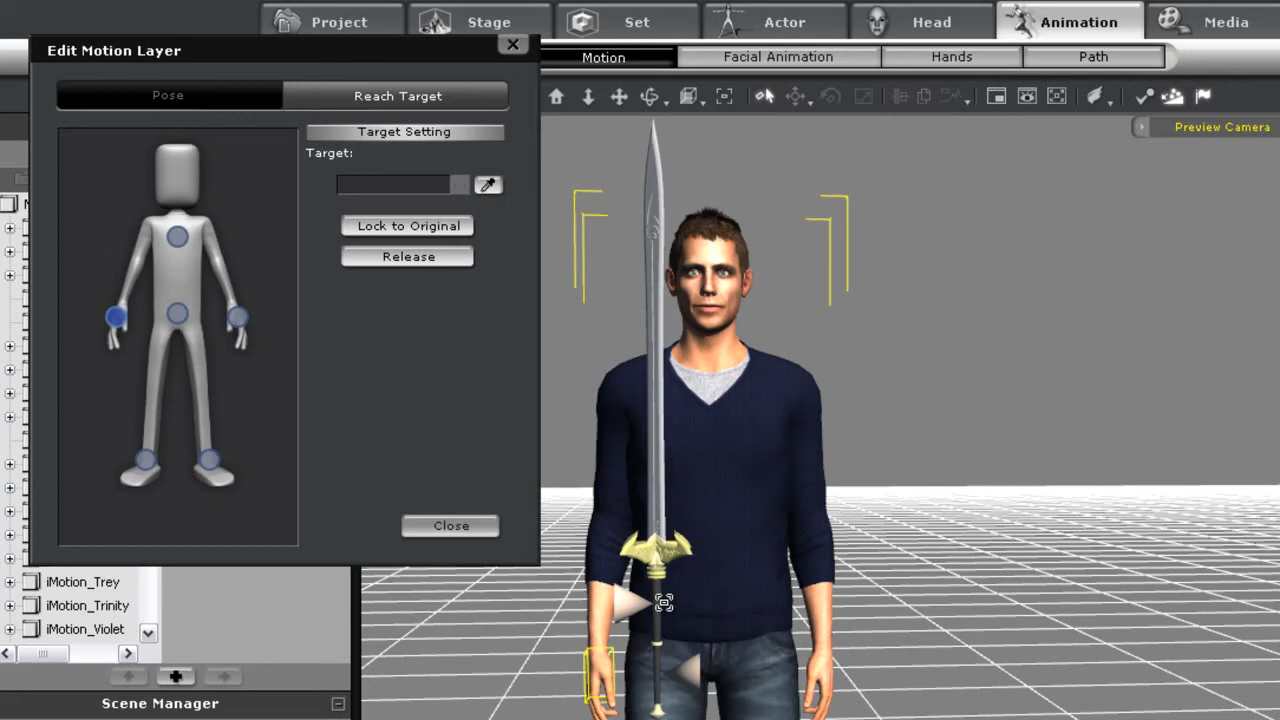 Project
Stage
Set
Actor
Head
Animation
Media
Edit Motion Layer
Motion
Facial Animation
Hands
Path
Pose
Reach Target
Preview Camera
Target Setting
Target:
Lock to Original
Release
Close
iMotion_Trey
iMotion_Trinity
iMotion_Violet
Scene Manager